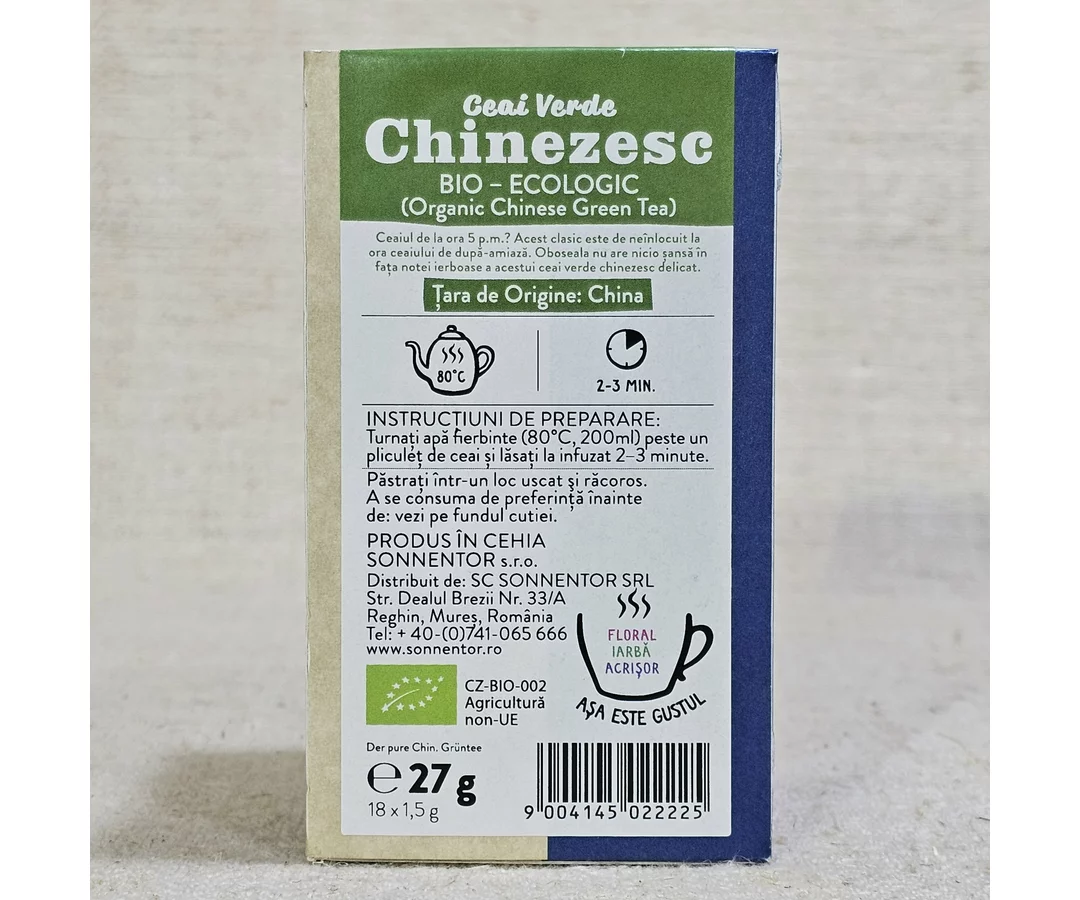 Ceai Verde
Chinezesc
BIO – ECOLOGIC
(Organic Chinese Green Tea)
Ceaiul de la ora 5 p.m.? Acest clasic este de neînlocuit la
ora ceaiului de după-amiază. Oboseala nu are nicio șansă în
fața notei ierboase a acestui ceai verde chinezesc delicat.
Țara de Origine: China
80°C
2-3 MIN.
INSTRUCȚIUNI DE PREPARARE:
Turnați apă fierbinte (80°C, 200ml) peste un
pliculeț de ceai și lăsați la infuzat 2–3 minute.
Păstrați într-un loc uscat și răcoros.
A se consuma de preferință înainte
de: vezi pe fundul cutiei.
PRODUS ÎN CEHIA
SONNENTOR s.r.o.
Distribuit de: SC SONNENTOR SRL
Str. Dealul Brezii Nr. 33/A
Reghin, Mureș, România
Tel: + 40-(0)741-065 666
www.sonnentor.ro
FLORAL
IARBĂ
ACRIȘOR
AȘA ESTE GUSTUL
CZ-BIO-002
Agricultură
non-UE
Der pure Chin. Grüntee
℮ 27 g
18 x 1,5 g
9 004145 022225